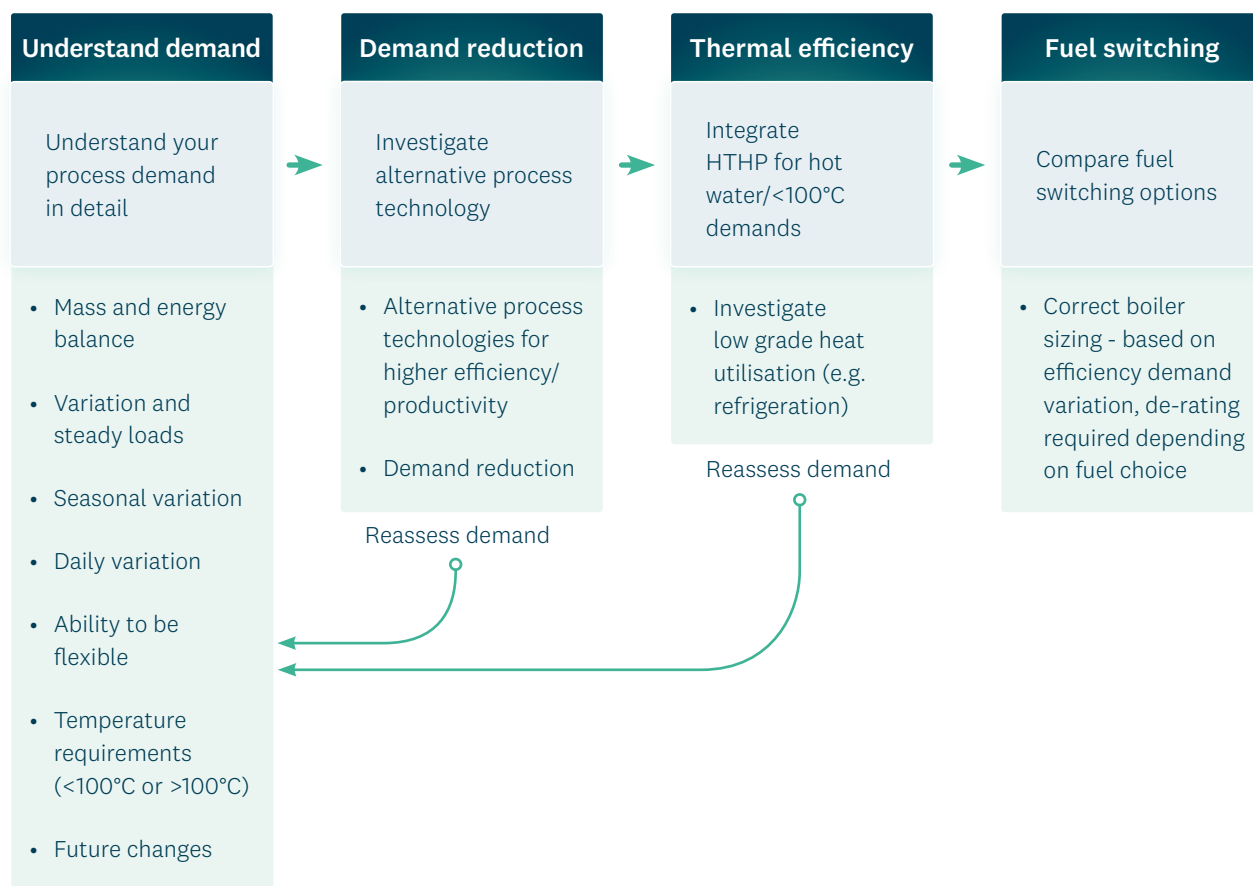 Understand demand
Understand your
process demand
in detail
• Mass and energy
balance
• Variation and
steady loads
• Seasonal variation
• Daily variation
• Ability to be
flexible
• Temperature
requirements
(<100°C or >100°C)
• Future changes
Demand reduction
Investigate
alternative process
technology
• Alternative process
technologies for
higher efficiency/
productivity
• Demand reduction
Reassess demand
Thermal efficiency
Integrate
HTHP for hot
water/<100°C
demands
• Investigate
low grade heat
utilisation (e.g.
refrigeration)
Reassess demand
Fuel switching
Compare fuel
switching options
• Correct boiler
sizing - based on
efficiency demand
variation, de-rating
required depending
on fuel choice